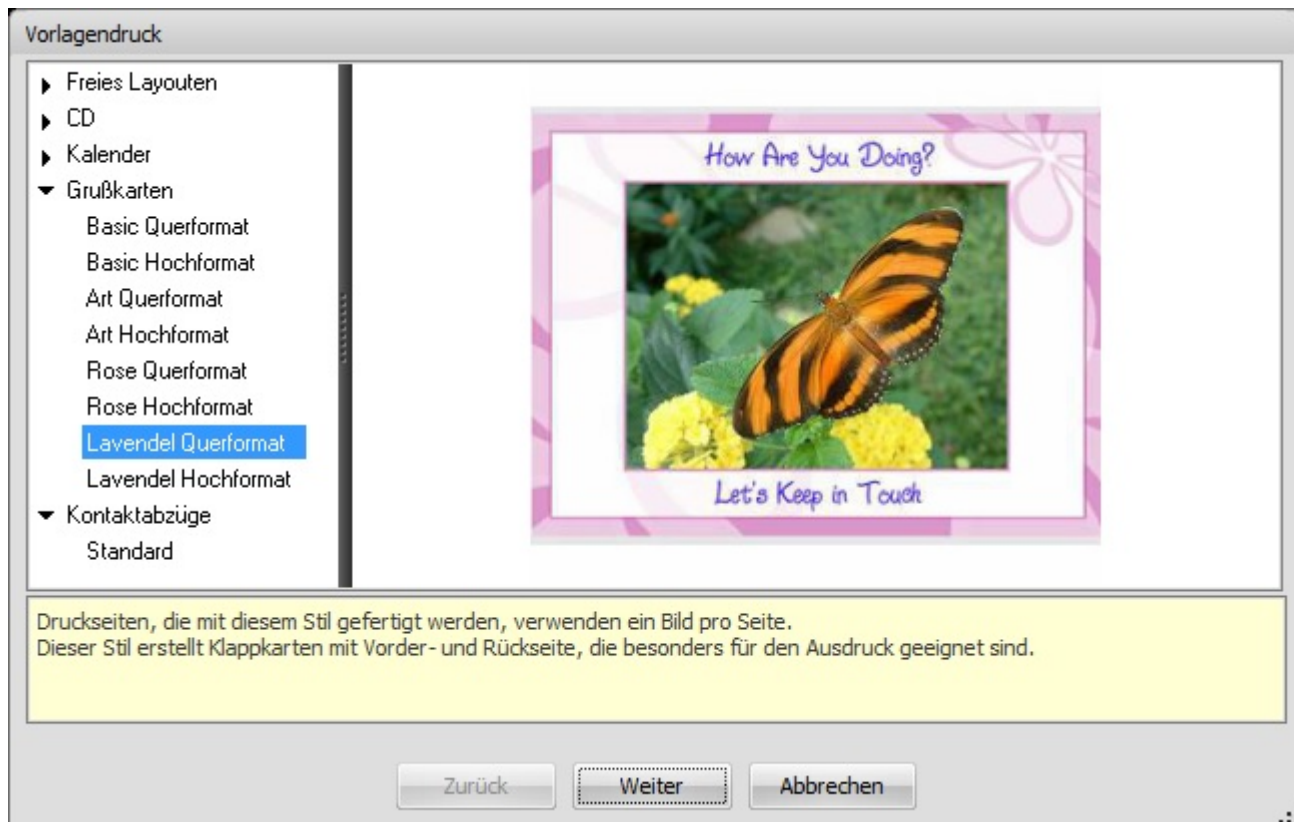 Vorlagendruck
Freies Layouten
CD
Kalender
Grußkarten
Basic Querformat
Basic Hochformat
Art Querformat
Art Hochformat
Rose Querformat
Rose Hochformat
Lavendel Querformat
Lavendel Hochformat
Kontaktabzüge
Standard
How Are You Doing?
Let's Keep in Touch
Druckseiten, die mit diesem Stil gefertigt werden, verwenden ein Bild pro Seite.
Dieser Stil erstellt Klappkarten mit Vorder- und Rückseite, die besonders für den Ausdruck geeignet sind.
Zurück
Weiter
Abbrechen